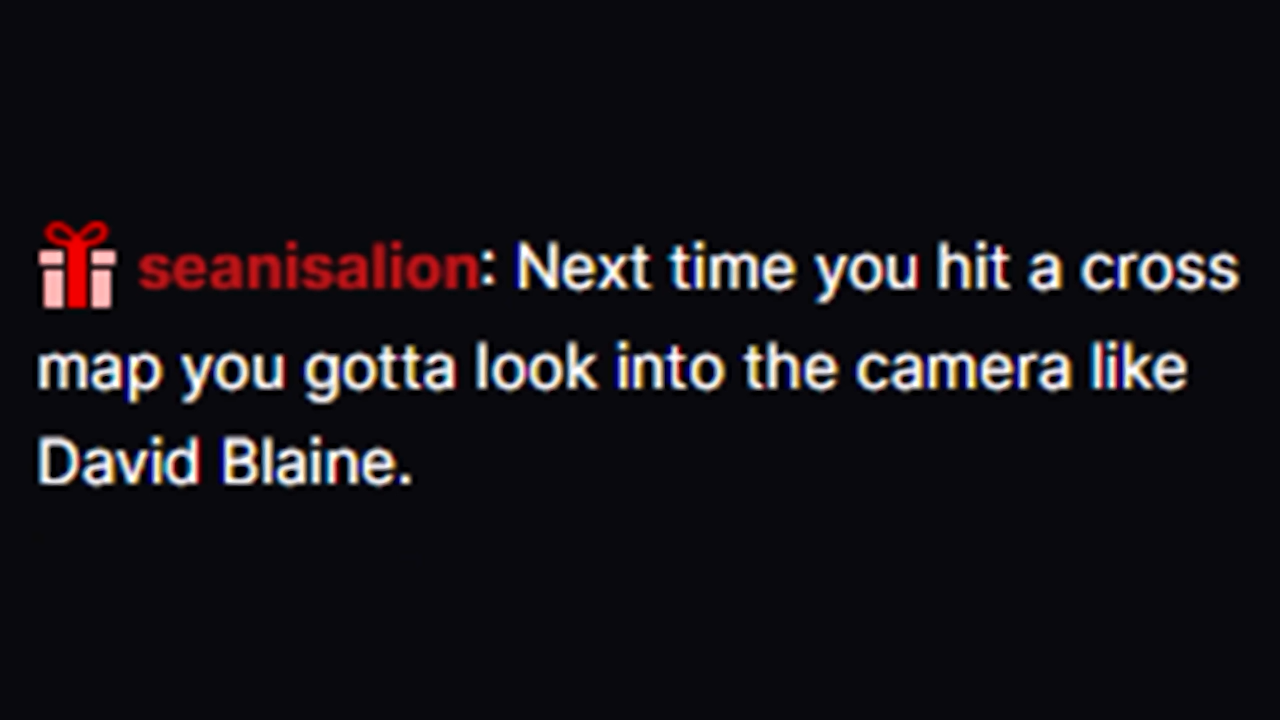 seanisalion: Next time you hit a cross
map you gotta look into the camera like
David Blaine.